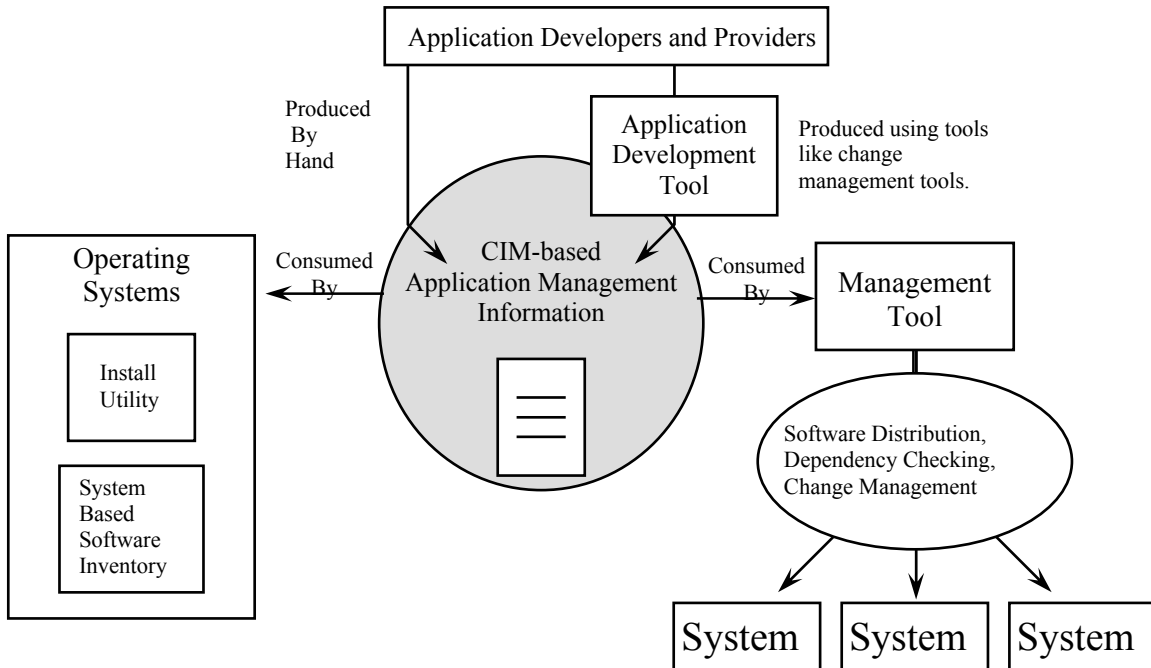 Application Developers and Providers
Produced
By
Hand
Application
Development
Tool
Produced using tools
like change
management tools.
Operating
Systems
Install
Utility
System
Based
Software
Inventory
Consumed
By
CIM-based
Application Management
Information
Consumed
By
Management
Tool
Software Distribution,
Dependency Checking,
Change Management
System
System
System